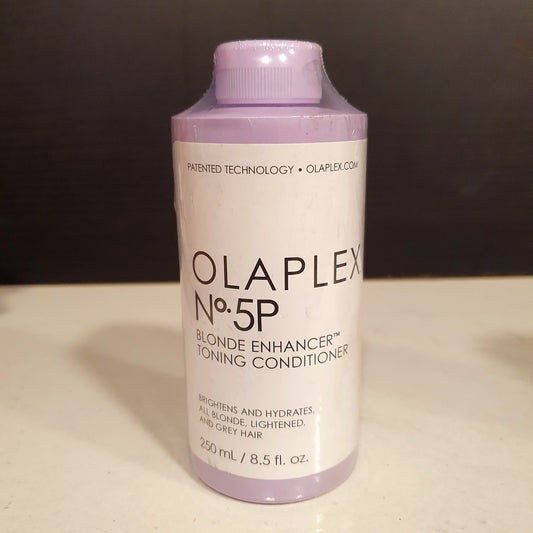 PATENTED TECHNOLOGY • OLAPLEX.COM
OLAPLEX
Nº.5P
BLONDE ENHANCER™
TONING CONDITIONER
BRIGHTENS AND HYDRATES,
ALL BLONDE, LIGHTENED,
AND GREY HAIR
250 mL / 8.5 fl. oz.